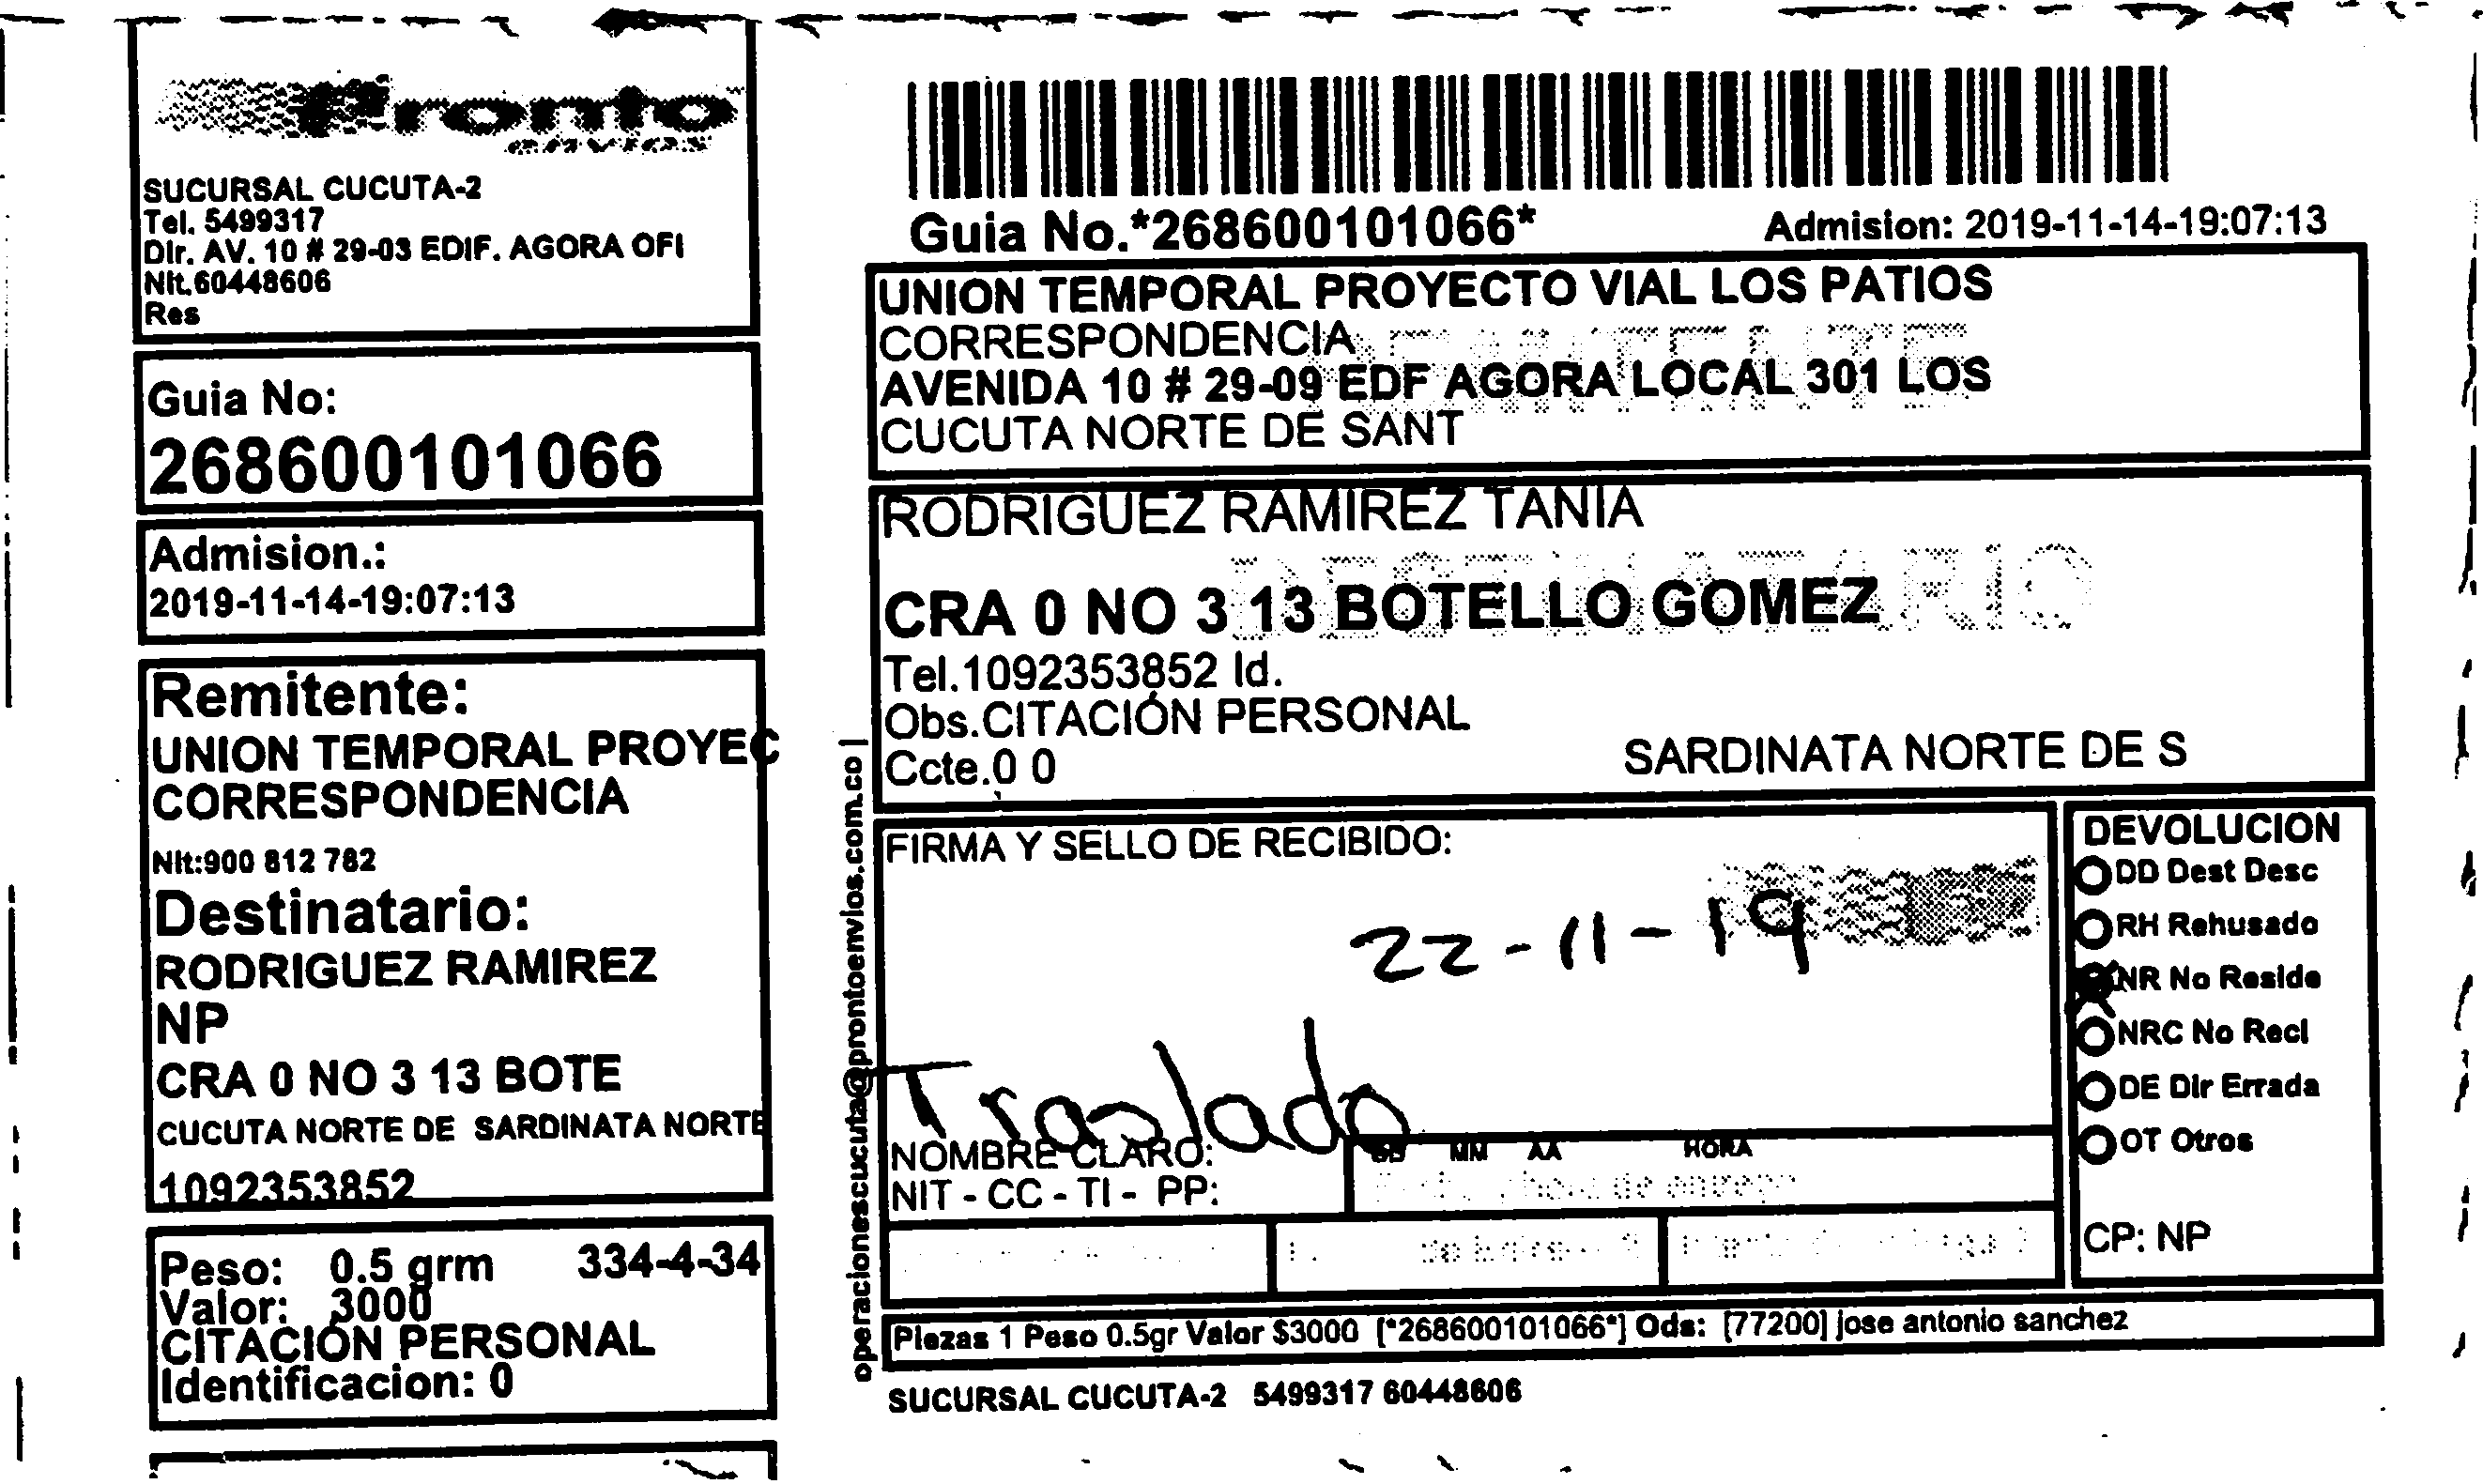 Pronto
envios
SUCURSAL CUCUTA-2
Tel. 5499317
Dir. AV. 10 # 29-03 EDIF. AGORA OFI
Nit.60448606
Res
Guia No:
268600101066
Admision.:
2019-11-14-19:07:13
Remitente:
UNION TEMPORAL PROYEC
CORRESPONDENCIA
Nit:900 812 782
Destinatario:
RODRIGUEZ RAMIREZ
NP
CRA 0 NO 3 13 BOTE
CUCUTA NORTE DE SARDINATA NORTE
1092353852
Peso: 0.5 grm 334-4-34
Valor: 3000
CITACIÓN PERSONAL
Identificacion: 0
Guia No.*268600101066* Admision: 2019-11-14-19:07:13
UNION TEMPORAL PROYECTO VIAL LOS PATIOS
CORRESPONDENCIA
REMITENTE
AVENIDA 10 # 29-09 EDF AGORA LOCAL 301 LOS
CUCUTA NORTE DE SANT
RODRIGUEZ RAMIREZ TANIA
DESTINATARIO
CRA 0 NO 3 13 BOTELLO GOMEZ
Tel.1092353852 Id.
Obs.CITACIÓN PERSONAL
Ccte.0 0 SARDINATA NORTE DE S
operacionescucuta@prontoenvios.com.co |
FIRMA Y SELLO DE RECIBIDO:
22-11-19
Traslado
NOMBRE CLARO:
NIT - CC - TI - PP:
DD MM AA HORA
de entrega
DEVOLUCION
DD Dest Desc
RH Rehusado
NR No Reside
NRC No Recl
DE Dir Errada
OT Otros
CP: NP
Piezas 1 Peso 0.5gr Valor $3000 [*268600101066*] Ods: [77200] jose antonio sanchez
SUCURSAL CUCUTA-2 5499317 60448606